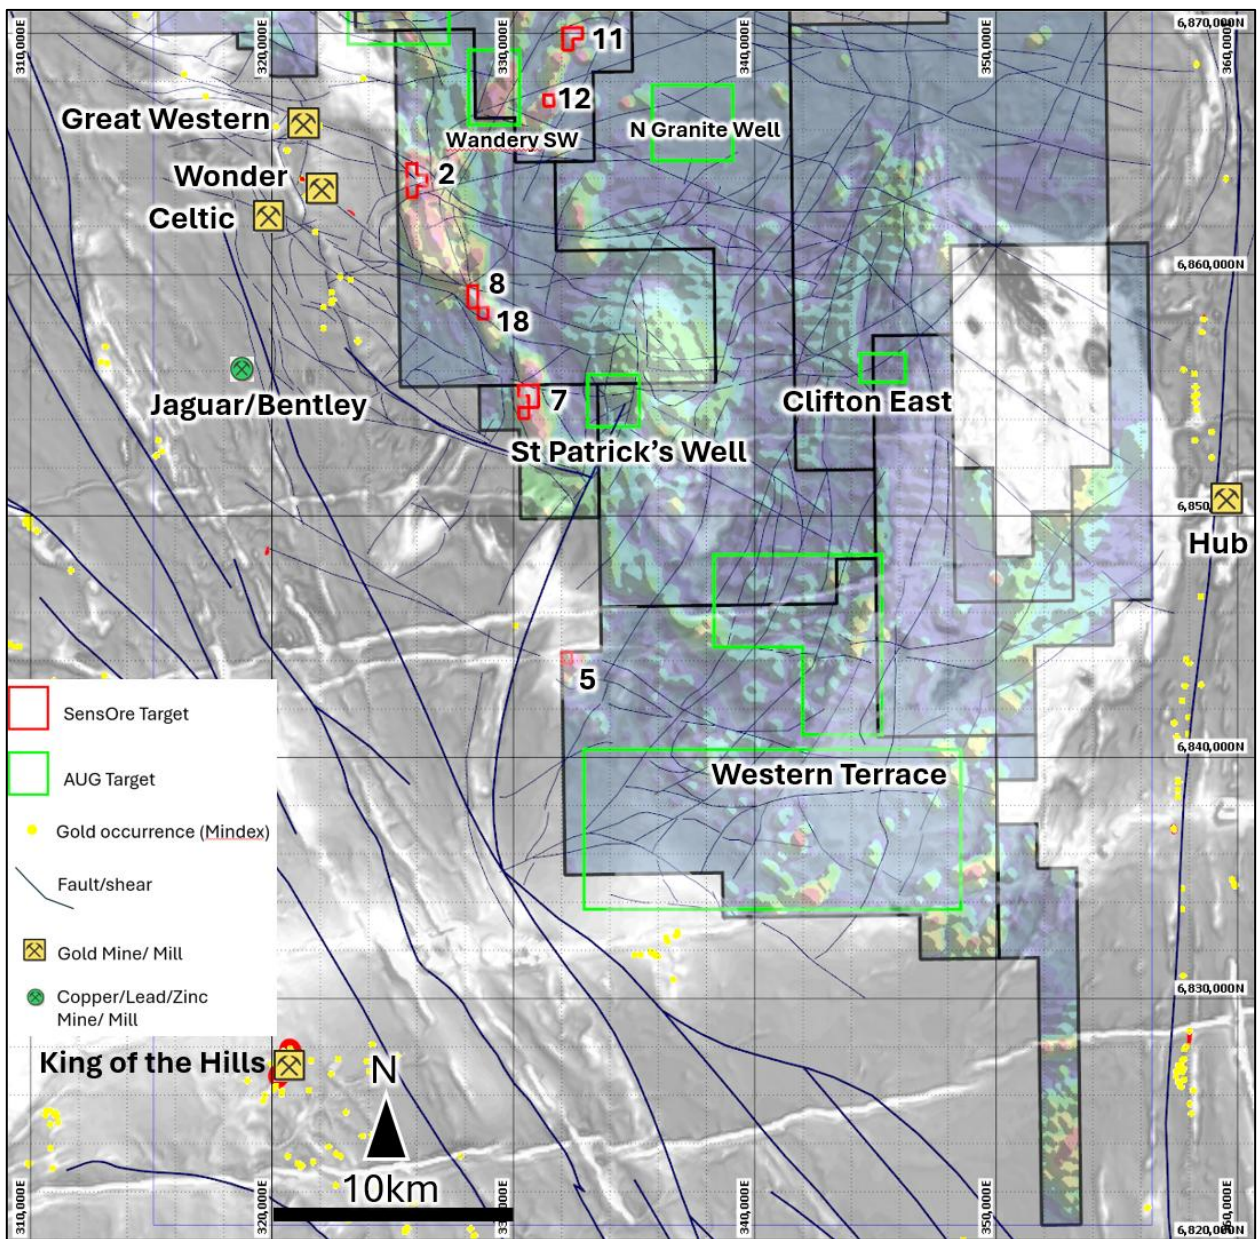 310,000E
320,000E
330,000E
340,000E
350,000E
360,000E
6,870,000N
11
12
Great Western
Wandery SW
N Granite Well
Wonder
2
Celtic
6,860,000N
8
18
Jaguar/Bentley
7
Clifton East
St Patrick's Well
6,850,
Hub
5
SensOre Target
6,840,000N
Western Terrace
AUG Target
Gold occurrence (Mindex)
Fault/shear
Gold Mine/ Mill
Copper/Lead/Zinc
Mine/ Mill
6,830,000N
King of the Hills
N
10km
310,000E
320,000E
340,000E
350,000E
6,820,000N